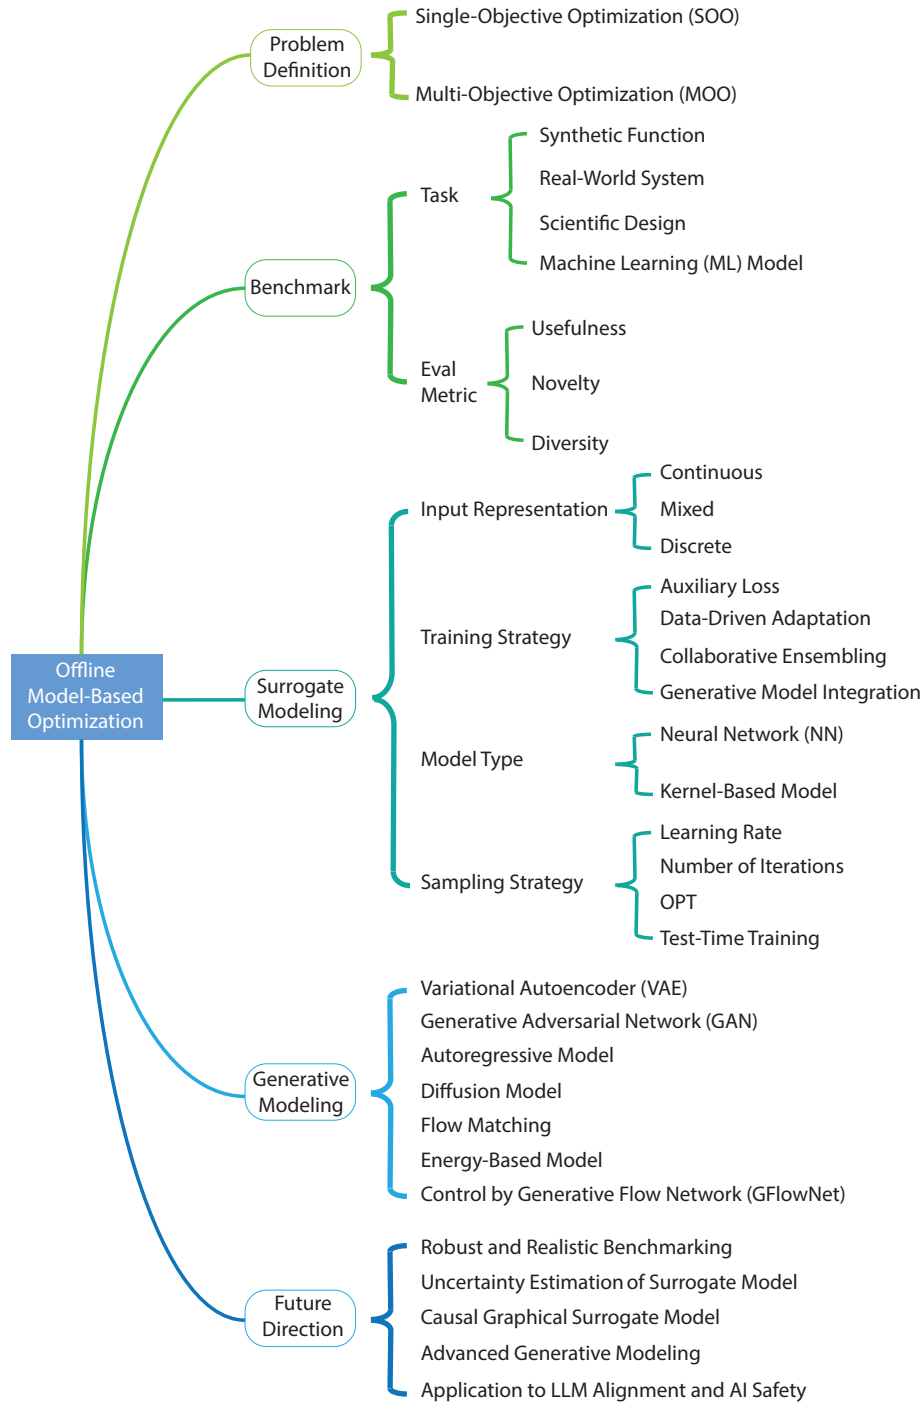 Offline
Model-Based
Optimization
Problem
Definition
Single-Objective Optimization (SOO)
Multi-Objective Optimization (MOO)
Benchmark
Task
Synthetic Function
Real-World System
Scientific Design
Machine Learning (ML) Model
Eval
Metric
Usefulness
Novelty
Diversity
Surrogate
Modeling
Input Representation
Continuous
Mixed
Discrete
Training Strategy
Auxiliary Loss
Data-Driven Adaptation
Collaborative Ensembling
Generative Model Integration
Model Type
Neural Network (NN)
Kernel-Based Model
Sampling Strategy
Learning Rate
Number of Iterations
OPT
Test-Time Training
Generative
Modeling
Variational Autoencoder (VAE)
Generative Adversarial Network (GAN)
Autoregressive Model
Diffusion Model
Flow Matching
Energy-Based Model
Control by Generative Flow Network (GFlowNet)
Future
Direction
Robust and Realistic Benchmarking
Uncertainty Estimation of Surrogate Model
Causal Graphical Surrogate Model
Advanced Generative Modeling
Application to LLM Alignment and AI Safety